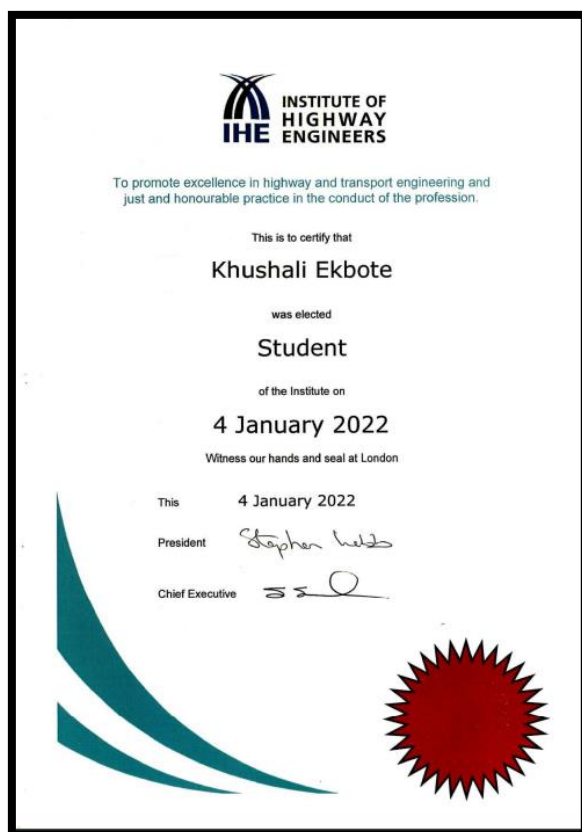 IHE
INSTITUTE OF
HIGHWAY
ENGINEERS
To promote excellence in highway and transport engineering and
just and honourable practice in the conduct of the profession.
This is to certify that
Khushali Ekbote
was elected
Student
of the Institute on
4 January 2022
Witness our hands and seal at London
This 4 January 2022
President Stephen
Chief Executive